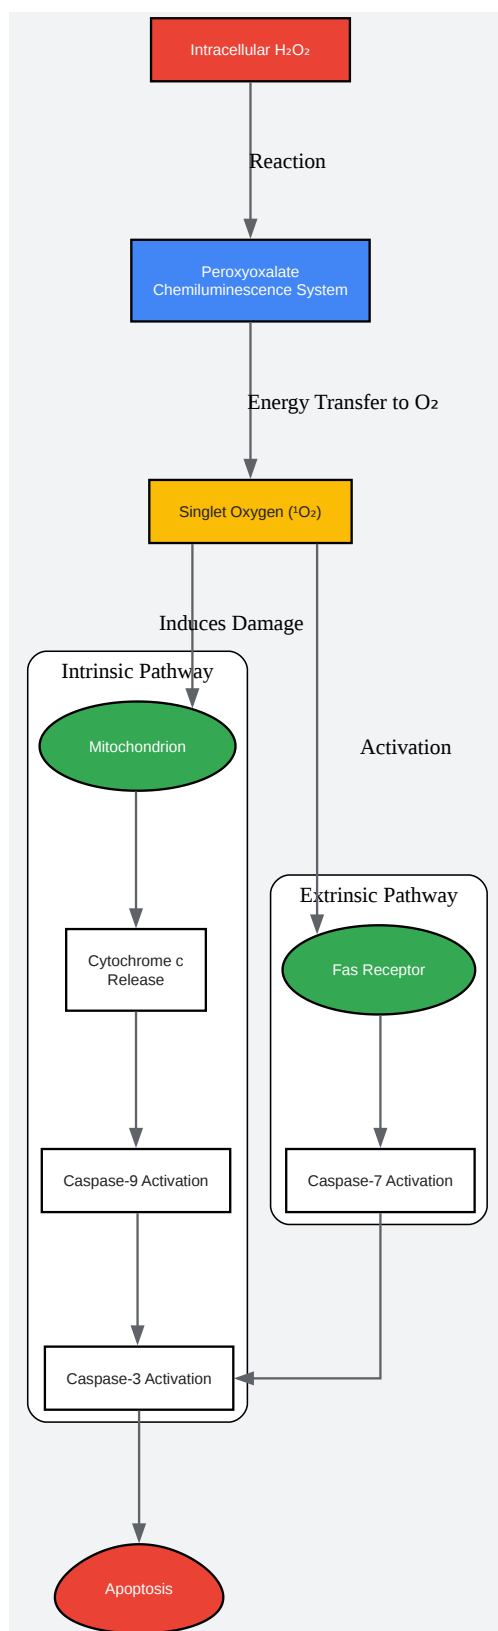 Intracellular H₂O₂
Reaction
Peroxyoxalate
Chemiluminescence System
Energy Transfer to O₂
Singlet Oxygen (¹O₂)
Induces Damage
Intrinsic Pathway
Mitochondrion
Activation
Extrinsic Pathway
Cytochrome c
Release
Fas Receptor
Caspase-9 Activation
Caspase-7 Activation
Caspase-3 Activation
Apoptosis